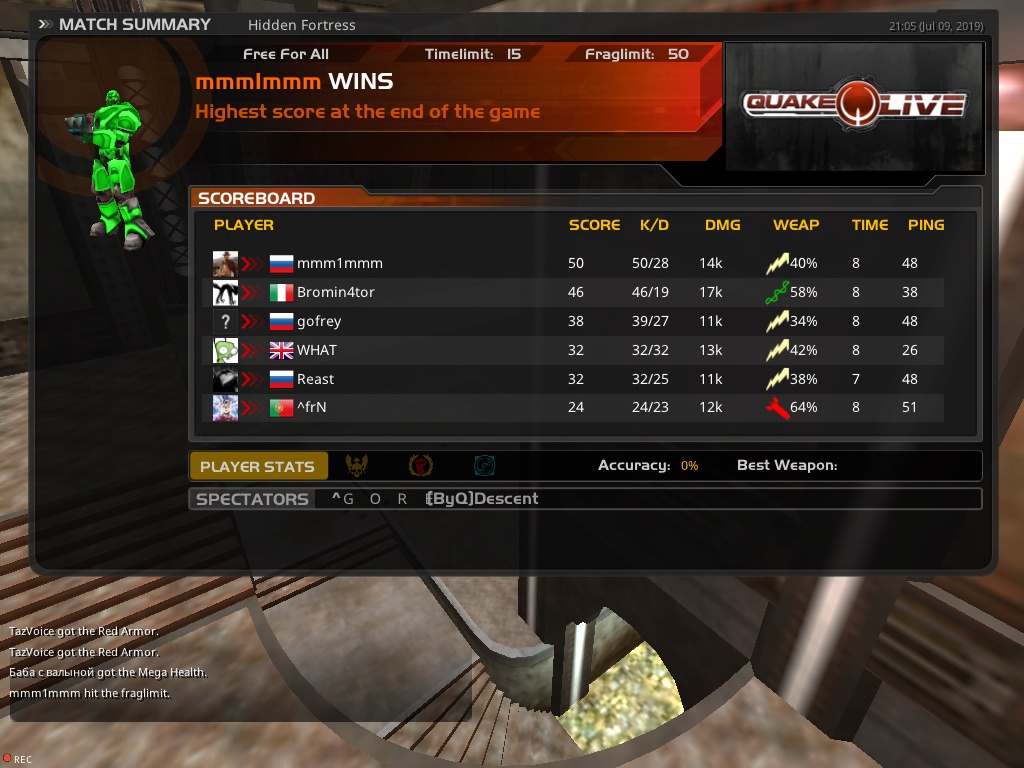 MATCH SUMMARY Hidden Fortress 21:05 (Jul 09, 2019)
Free For All Timelimit: 15 Fraglimit: 50
mmm1mmm WINS
Highest score at the end of the game
QUAKE LIVE
SCOREBOARD
PLAYER SCORE K/D DMG WEAP TIME PING
mmm1mmm 50 50/28 14k 40% 8 48
Bromin4tor 46 46/19 17k 58% 8 38
? gofrey 38 39/27 11k 34% 8 48
WHAT 32 32/32 13k 42% 8 26
Reast 32 32/25 11k 38% 7 48
^frN 24 24/23 12k 64% 8 51
PLAYER STATS Accuracy: 0% Best Weapon:
SPECTATORS ^G O R [ByQ]Descent
TazVoice got the Red Armor.
TazVoice got the Red Armor.
Баба с валыной got the Mega Health.
mmm1mmm hit the fraglimit.
REC